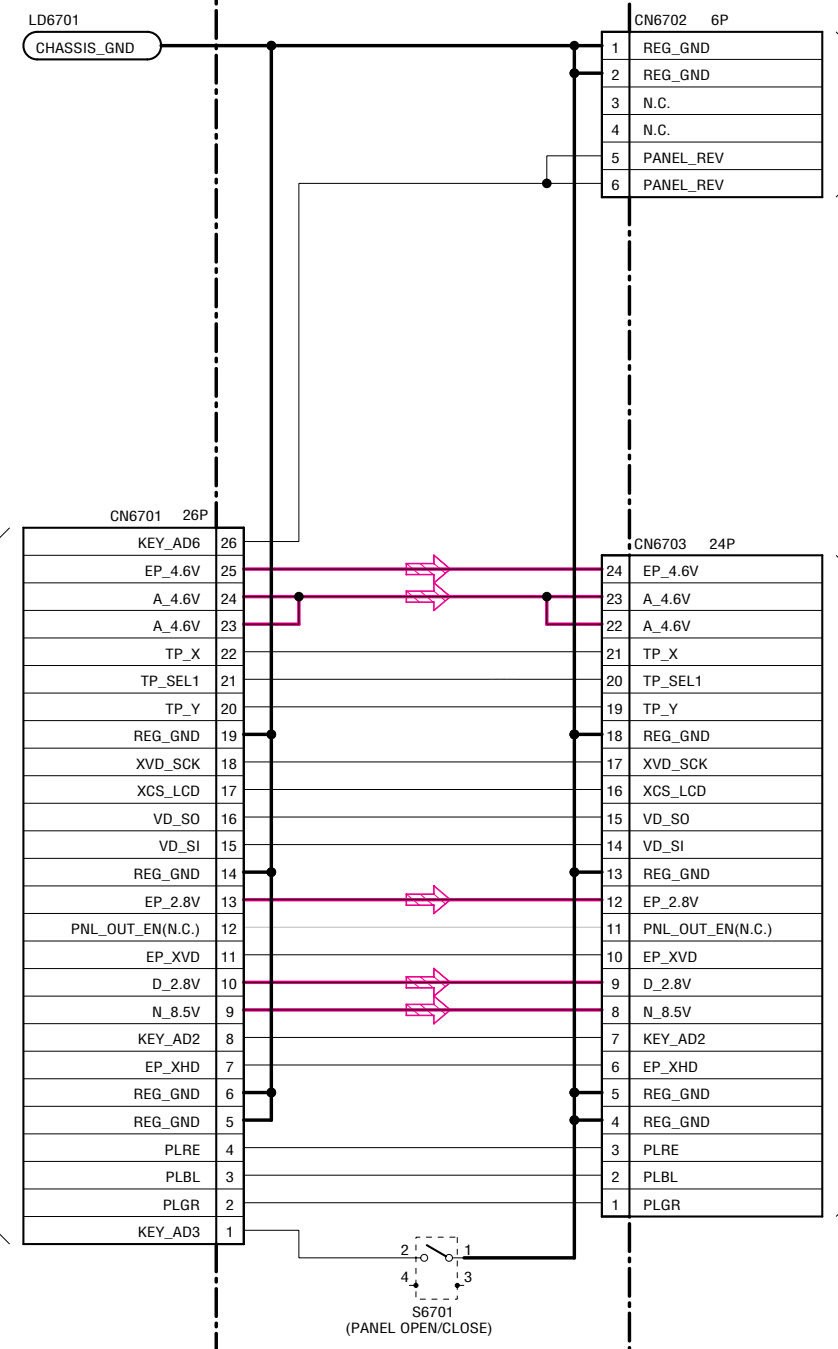 LD6701
CHASSIS_GND
CN6702 6P
1 REG_GND
2 REG_GND
3 N.C.
4 N.C.
5 PANEL_REV
6 PANEL_REV
CN6701 26P
KEY_AD6 26
EP_4.6V 25
A_4.6V 24
A_4.6V 23
TP_X 22
TP_SEL1 21
TP_Y 20
REG_GND 19
XVD_SCK 18
XCS_LCD 17
VD_SO 16
VD_SI 15
REG_GND 14
EP_2.8V 13
PNL_OUT_EN(N.C.) 12
EP_XVD 11
D_2.8V 10
N_8.5V 9
KEY_AD2 8
EP_XHD 7
REG_GND 6
REG_GND 5
PLRE 4
PLBL 3
PLGR 2
KEY_AD3 1
CN6703 24P
24 EP_4.6V
23 A_4.6V
22 A_4.6V
21 TP_X
20 TP_SEL1
19 TP_Y
18 REG_GND
17 XVD_SCK
16 XCS_LCD
15 VD_SO
14 VD_SI
13 REG_GND
12 EP_2.8V
11 PNL_OUT_EN(N.C.)
10 EP_XVD
9 D_2.8V
8 N_8.5V
7 KEY_AD2
6 EP_XHD
5 REG_GND
4 REG_GND
3 PLRE
2 PLBL
1 PLGR
2 1
4 3
S6701
(PANEL OPEN/CLOSE)